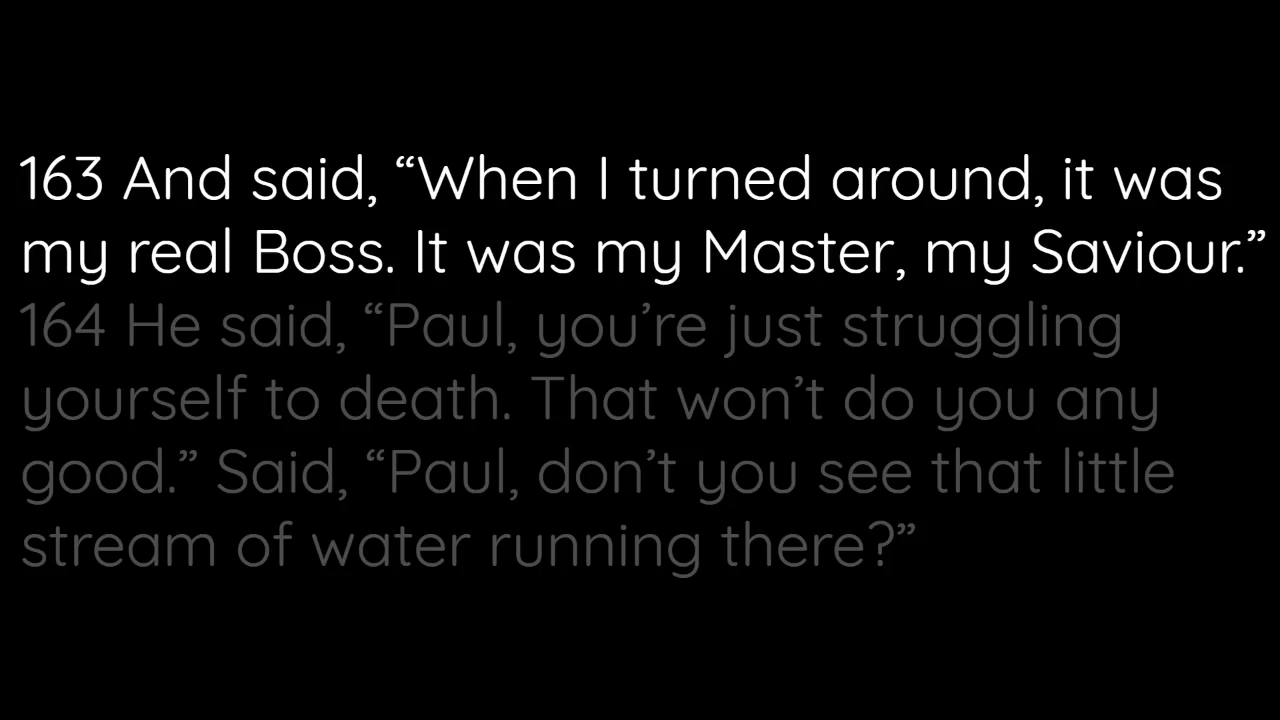 163 And said, “When I turned around, it was
my real Boss. It was my Master, my Saviour.”
164 He said, “Paul, you’re just struggling
yourself to death. That won’t do you any
good.” Said, “Paul, don’t you see that little
stream of water running there?”